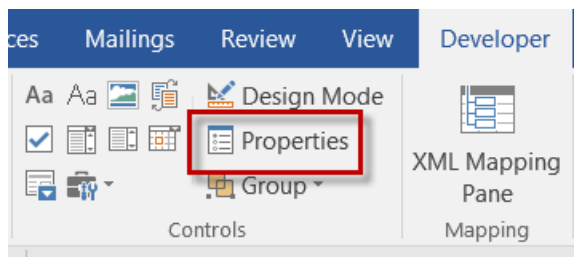 ces Mailings Review View Developer
Aa Aa Design Mode
Properties
Group
Controls
XML Mapping
Pane
Mapping